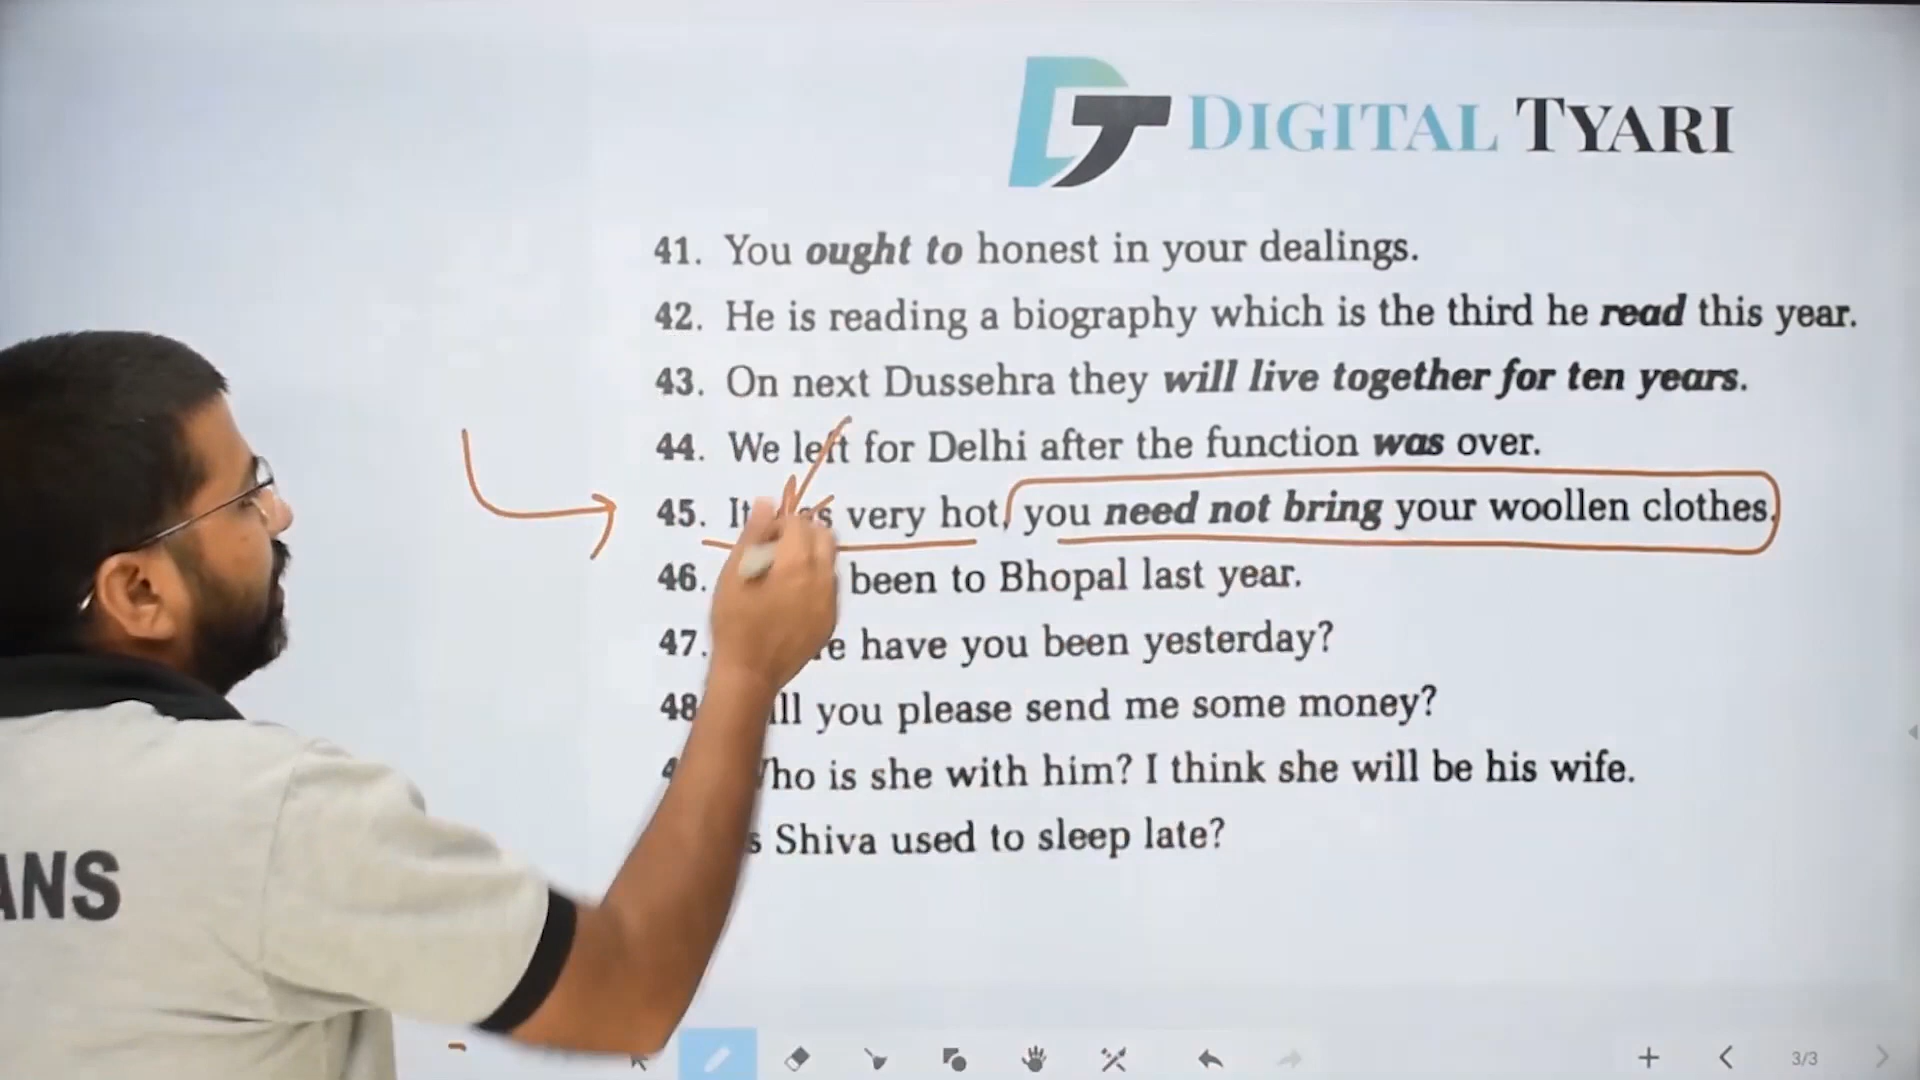 DT DIGITAL TYARI
41. You ought to honest in your dealings.
42. He is reading a biography which is the third he read this year.
43. On next Dussehra they will live together for ten years.
44. We left for Delhi after the function was over.
45. It very hot, you need not bring your woollen clothes.
46. been to Bhopal last year.
47. have you been yesterday?
48 you please send me some money?
is she with him? I think she will be his wife.
Shiva used to sleep late?
ANS
3/3